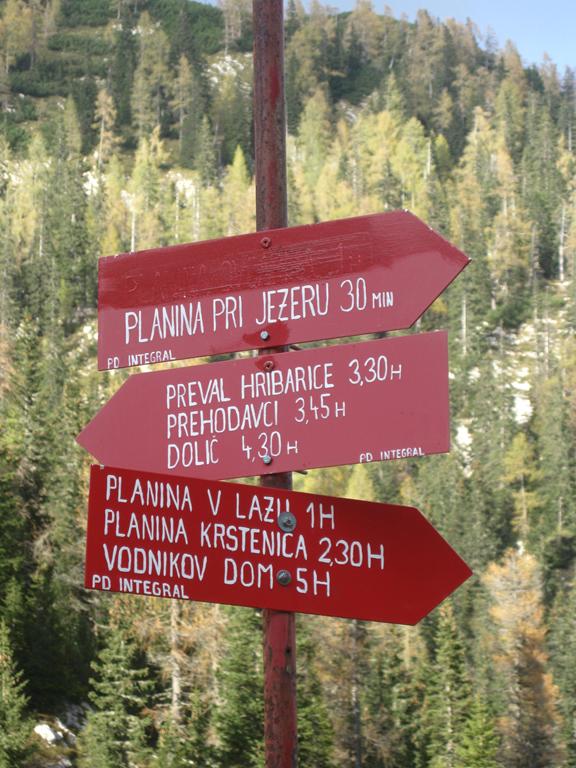 PLANINA PRI JEZERU 30 MIN
PD INTEGRAL
PREVAL HRIBARICE 3,30 H
PREHODAVCI 3,45 H
DOLIČ 4,30 H
PD INTEGRAL
PLANINA V LAZU 1H
PLANINA KRSTENICA 2,30H
VODNIKOV DOM 5H
PD INTEGRAL